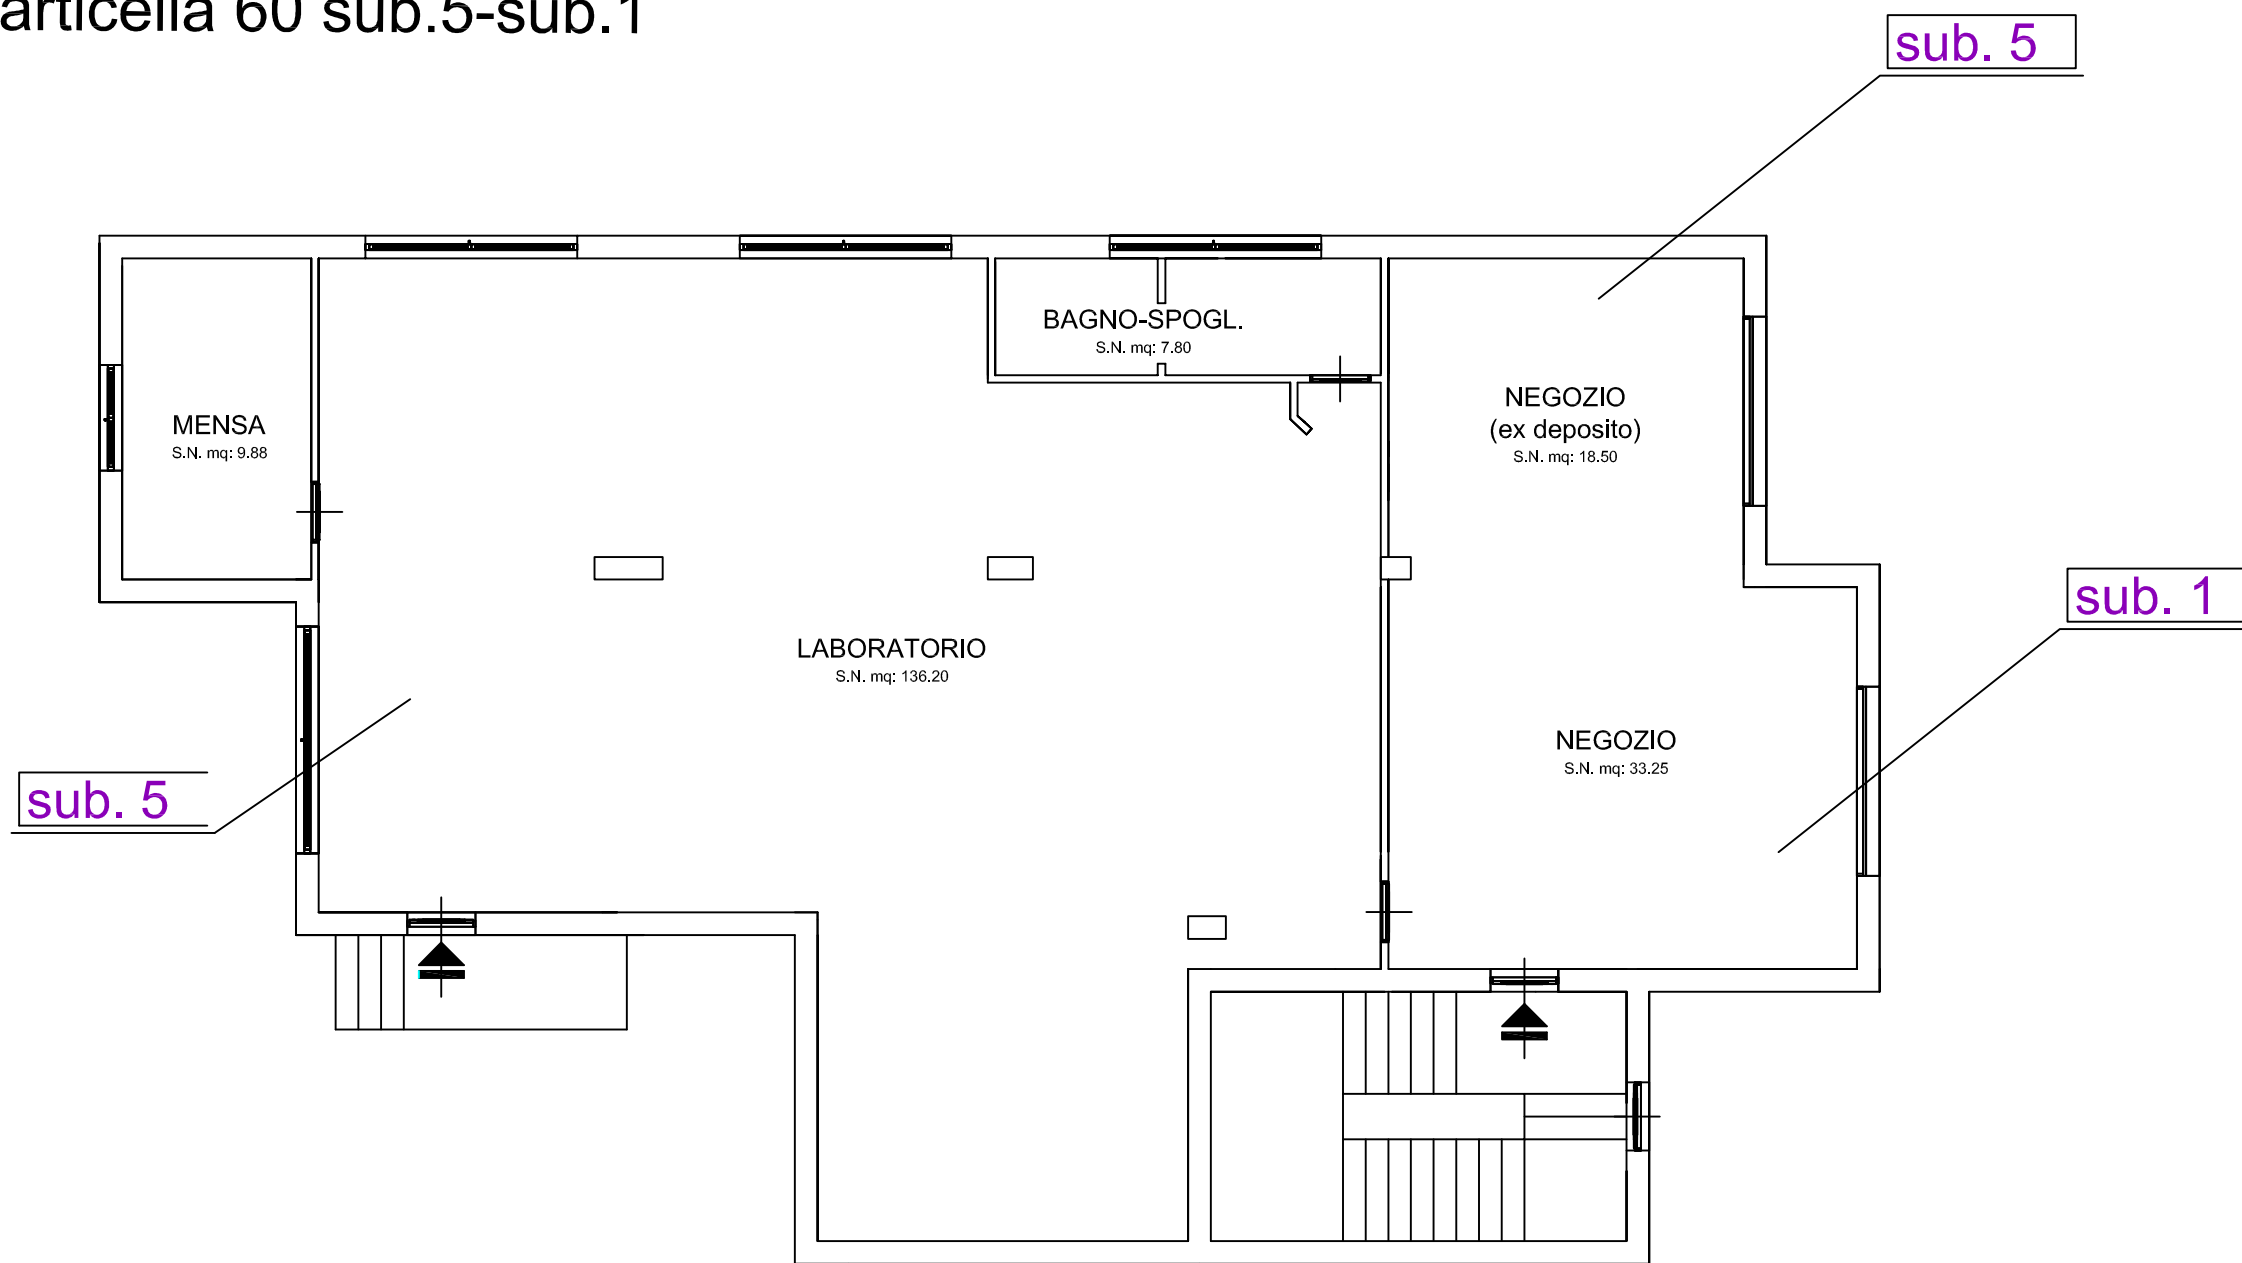 articella 60 sub.5-sub.1
sub. 5
BAGNO-SPOGL.
S.N. mq: 7.80
NEGOZIO
(ex deposito)
S.N. mq: 18.50
MENSA
S.N. mq: 9.88
sub. 1
LABORATORIO
S.N. mq: 136.20
NEGOZIO
S.N. mq: 33.25
sub. 5